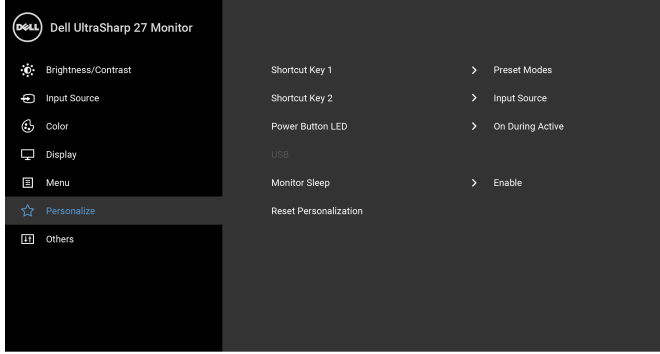 DELL Dell UltraSharp 27 Monitor
Brightness/Contrast
Input Source
Color
Display
Menu
Personalize
Others
Shortcut Key 1 > Preset Modes
Shortcut Key 2 > Input Source
Power Button LED > On During Active
USB
Monitor Sleep > Enable
Reset Personalization